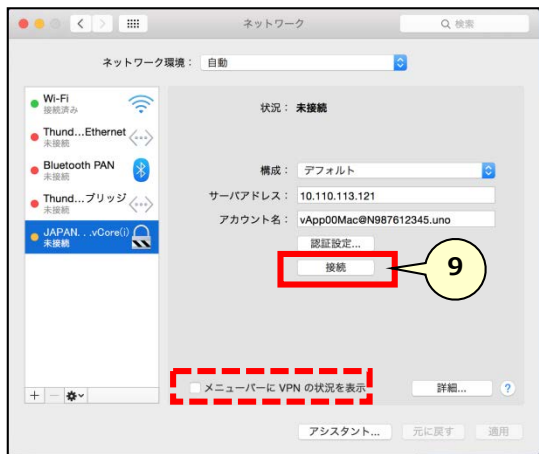 ネットワーク
検索
ネットワーク環境： 自動
Wi-Fi
接続済み
Thund...Ethernet
未接続
Bluetooth PAN
未接続
Thund...ブリッジ
未接続
JAPAN. . .vCore(i)
未接続
状況： 未接続
構成： デフォルト
サーバアドレス： 10.110.113.121
アカウント名： vApp00Mac@N987612345.uno
認証設定...
接続
9
メニューバーに VPN の状況を表示
詳細... ?
+ −
アシスタント... 元に戻す 適用